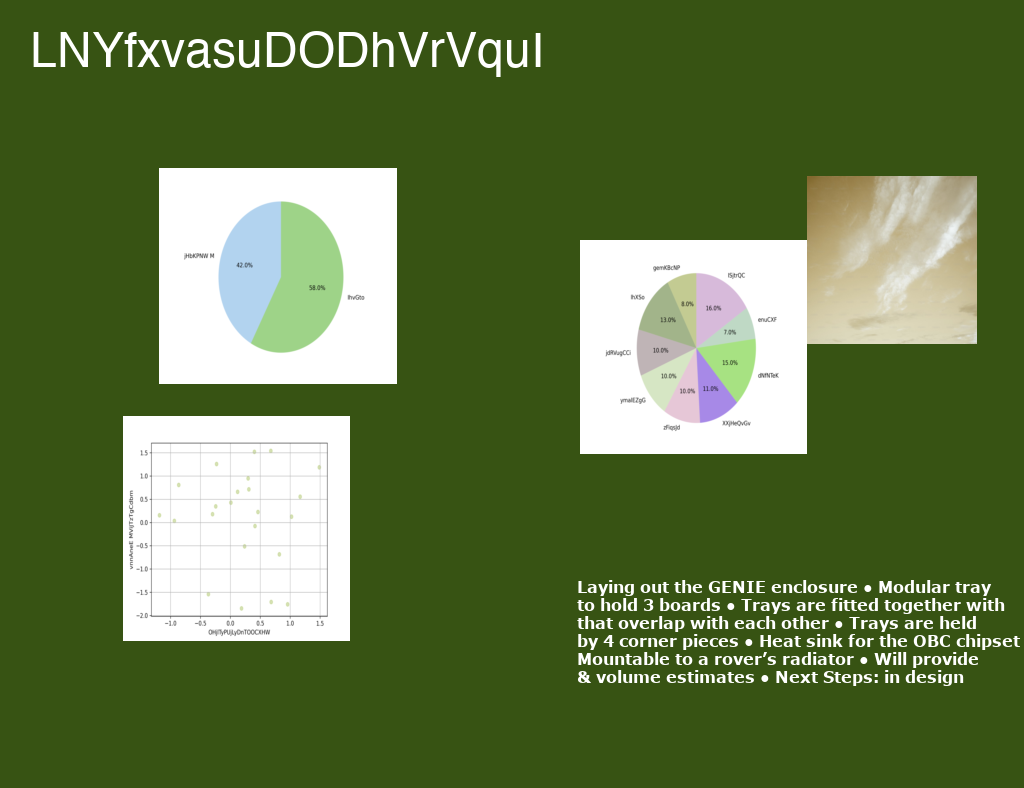 LNYfxvasuDODhVrVquI
jHbKPNW M
42.0%
58.0%
lhvGto
gemKBcNP
ISjtrQC
8.0%
16.0%
lhXSo
enuCXF
13.0%
7.0%
jdRVugCCi
10.0%
15.0%
dNfNTeK
10.0%
10.0%
11.0%
ymalEZgG
zFiqsJd
XXjHeQvGv
1.5
1.0
0.5
0.0
−0.5
−1.0
−1.5
−2.0
−1.0 −0.5 0.0 0.5 1.0 1.5
Laying out the GENIE enclosure ● Modular tray
to hold 3 boards ● Trays are fitted together with
that overlap with each other ● Trays are held
by 4 corner pieces ● Heat sink for the OBC chipset
Mountable to a rover’s radiator ● Will provide
& volume estimates ● Next Steps: in design